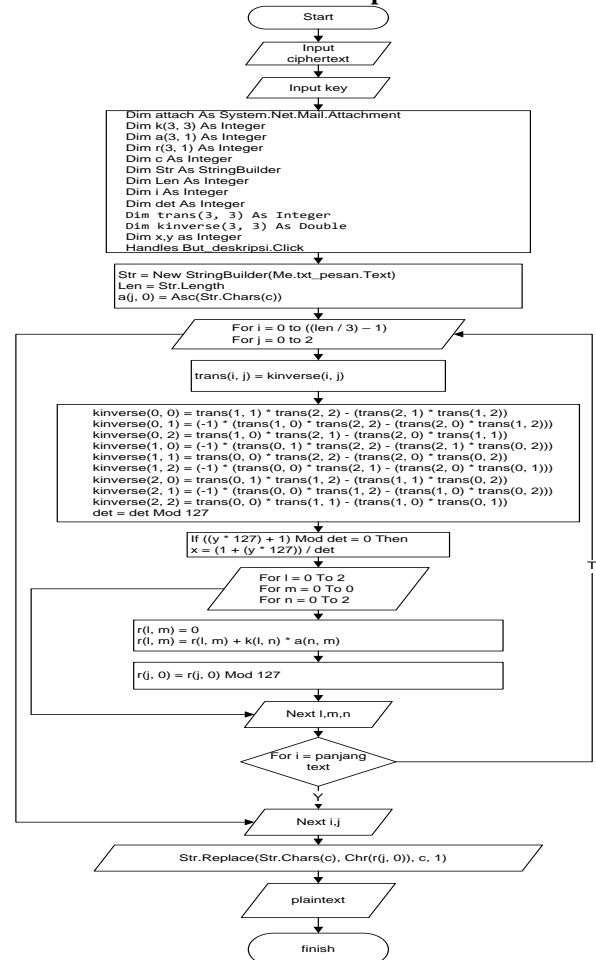 Start
Input
ciphertext
Input key
Dim attach As System.Net.Mail.Attachment
Dim k(3, 3) As Integer
Dim a(3, 1) As Integer
Dim r(3, 1) As Integer
Dim c As Integer
Dim Str As StringBuilder
Dim Len As Integer
Dim i As Integer
Dim det As Integer
Dim trans(3, 3) As Integer
Dim kinverse(3, 3) As Double
Dim x,y as Integer
Handles But_deskripsi.Click
Str = New StringBuilder(Me.txt_pesan.Text)
Len = Str.Length
a(j, 0) = Asc(Str.Chars(c))
For i = 0 to ((len / 3) – 1)
For j = 0 to 2
trans(i, j) = kinverse(i, j)
kinverse(0, 0) = trans(1, 1) * trans(2, 2) - (trans(2, 1) * trans(1, 2))
kinverse(0, 1) = (-1) * (trans(1, 0) * trans(2, 2) - (trans(2, 0) * trans(1, 2)))
kinverse(0, 2) = trans(1, 0) * trans(2, 1) - (trans(2, 0) * trans(1, 1))
kinverse(1, 0) = (-1) * (trans(0, 1) * trans(2, 2) - (trans(2, 1) * trans(0, 2)))
kinverse(1, 1) = trans(0, 0) * trans(2, 2) - (trans(2, 0) * trans(0, 2))
kinverse(1, 2) = (-1) * (trans(0, 0) * trans(2, 1) - (trans(2, 0) * trans(0, 1)))
kinverse(2, 0) = trans(0, 1) * trans(1, 2) - (trans(1, 1) * trans(0, 2))
kinverse(2, 1) = (-1) * (trans(0, 0) * trans(1, 2) - (trans(1, 0) * trans(0, 2)))
kinverse(2, 2) = trans(0, 0) * trans(1, 1) - (trans(1, 0) * trans(0, 1))
det = det Mod 127
If ((y * 127) + 1) Mod det = 0 Then
x = (1 + (y * 127)) / det
T
For l = 0 To 2
For m = 0 To 0
For n = 0 To 2
r(l, m) = 0
r(l, m) = r(l, m) + k(l, n) * a(n, m)
r(j, 0) = r(j, 0) Mod 127
Next l,m,n
For i = panjang
text
Y
Next i,j
Str.Replace(Str.Chars(c), Chr(r(j, 0)), c, 1)
plaintext
finish